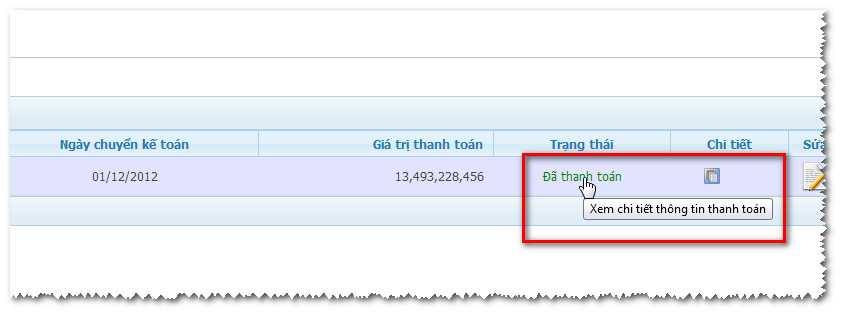 Ngày chuyển kế toán Giá trị thanh toán Trạng thái Chi tiết Sửa
01/12/2012 13,493,228,456 Đã thanh toán
Xem chi tiết thông tin thanh toán